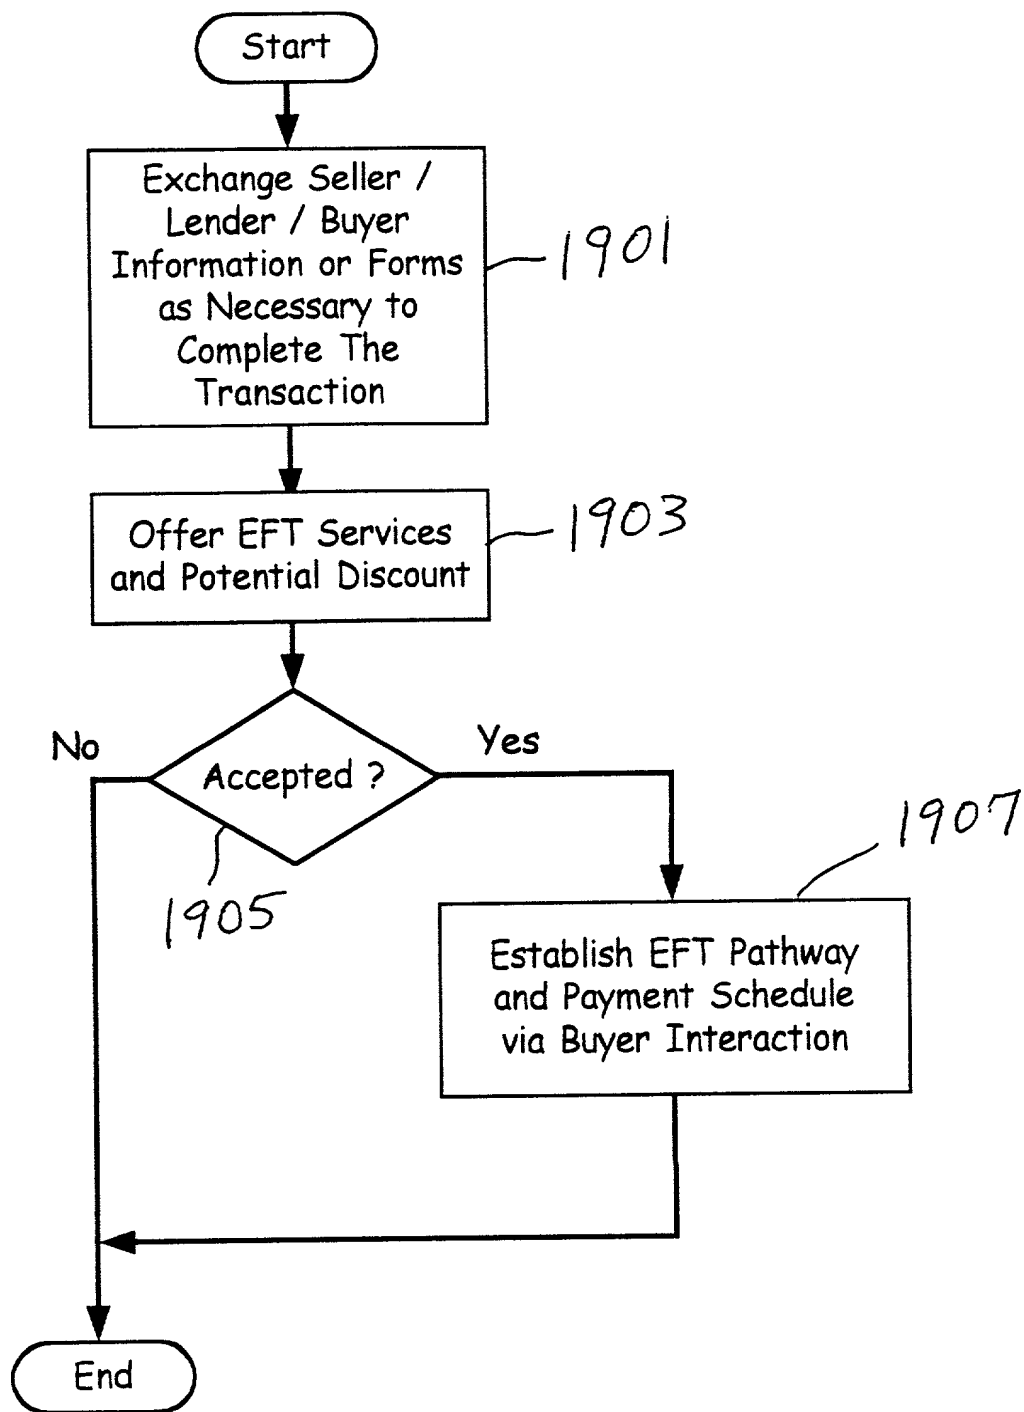 Start
Exchange Seller /
Lender / Buyer
Information or Forms
as Necessary to
Complete The
Transaction
1901
Offer EFT Services
and Potential Discount
1903
No
Yes
Accepted ?
1905
1907
Establish EFT Pathway
and Payment Schedule
via Buyer Interaction
End